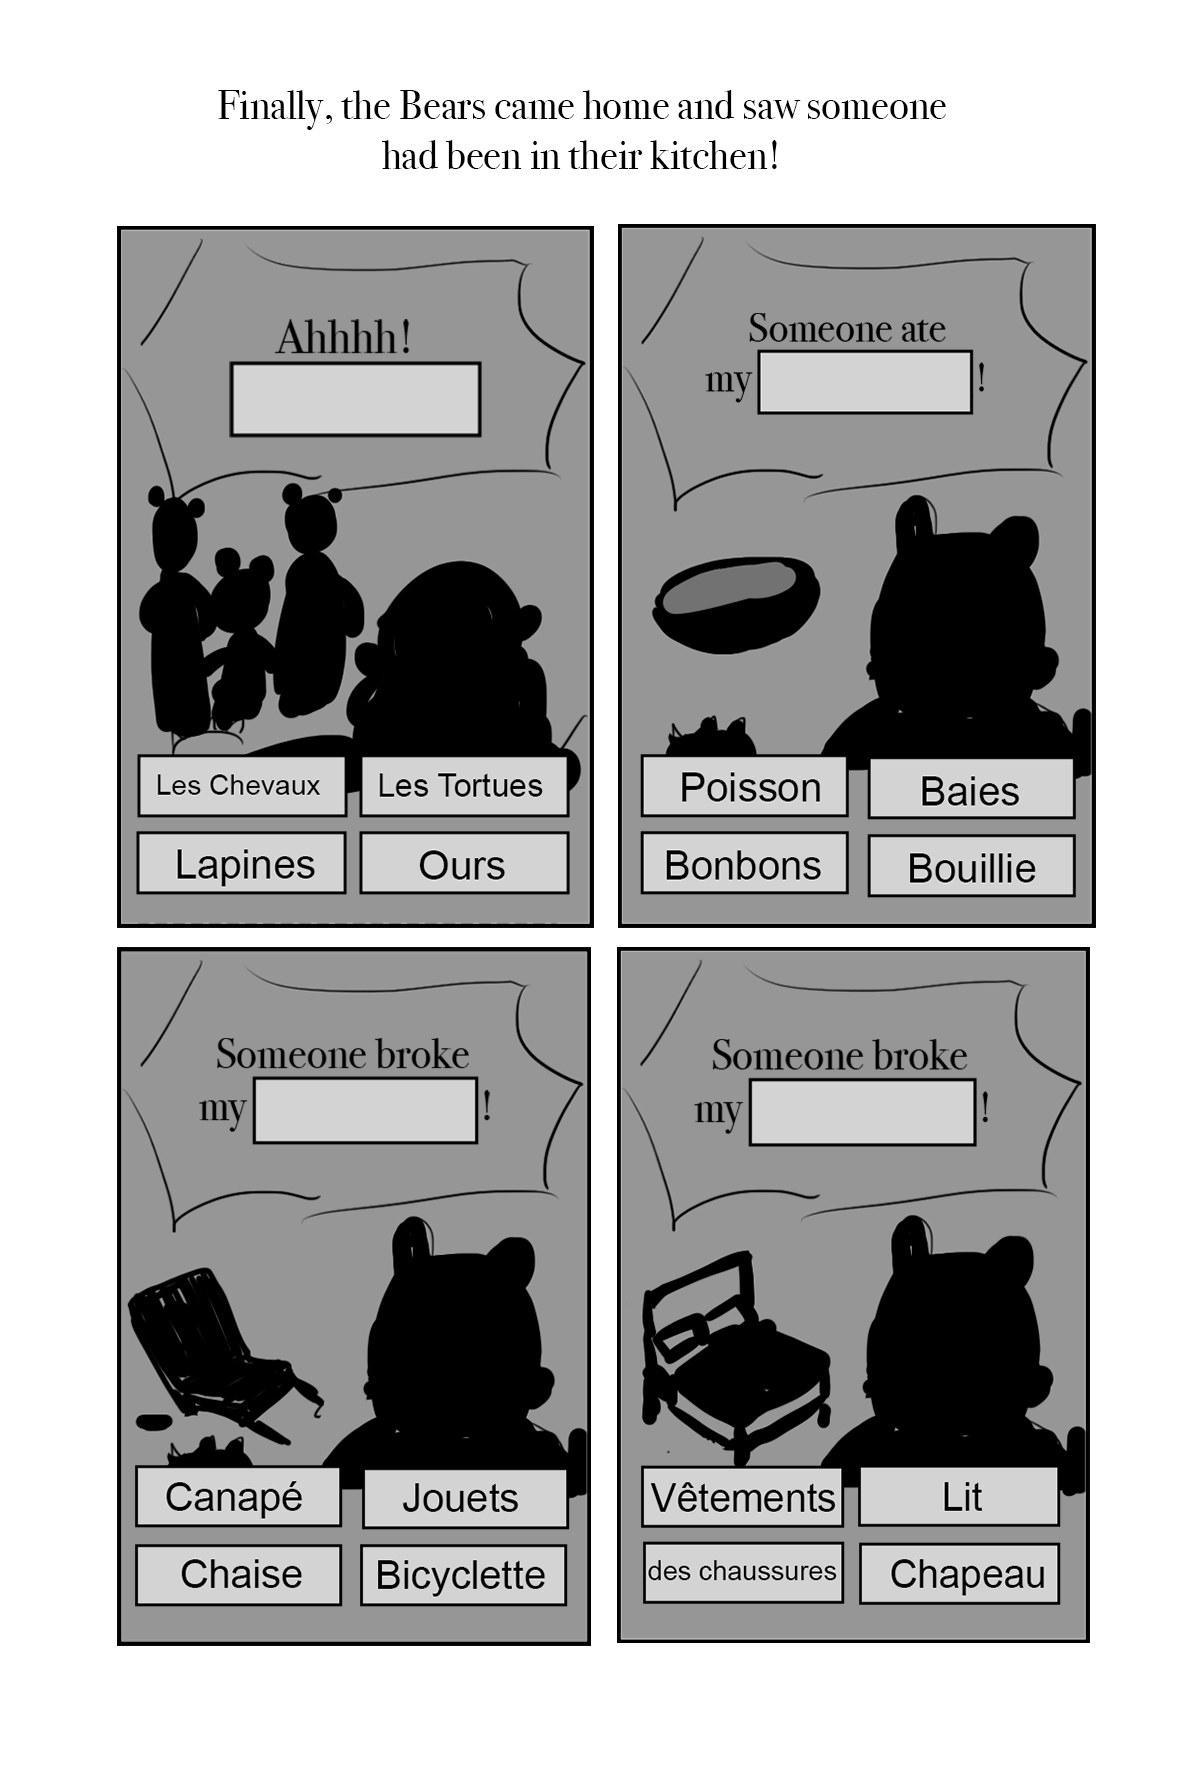 Finally, the Bears came home and saw someone
had been in their kitchen!
Ahhhh!
Les Chevaux
Les Tortues
Lapines
Ours
Someone ate
my !
Poisson
Baies
Bonbons
Bouillie
Someone broke
my !
Canapé
Jouets
Chaise
Bicyclette
Someone broke
my !
Vêtements
Lit
des chaussures
Chapeau